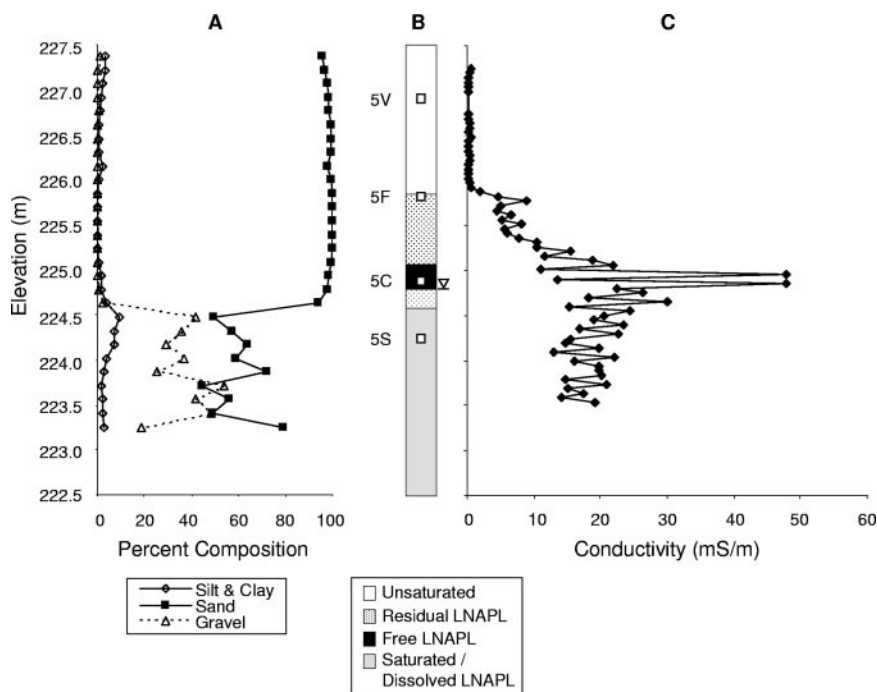 A
B
C
Elevation (m)
227.5
227.0
226.5
226.0
225.5
225.0
224.5
224.0
223.5
223.0
222.5
0 20 40 60 80 100
Percent Composition
5V
5F
5C
5S
0 10 20 30 40 50 60
Conductivity (mS/m)
Silt & Clay
Sand
Gravel
Unsaturated
Residual LNAPL
Free LNAPL
Saturated /
Dissolved LNAPL